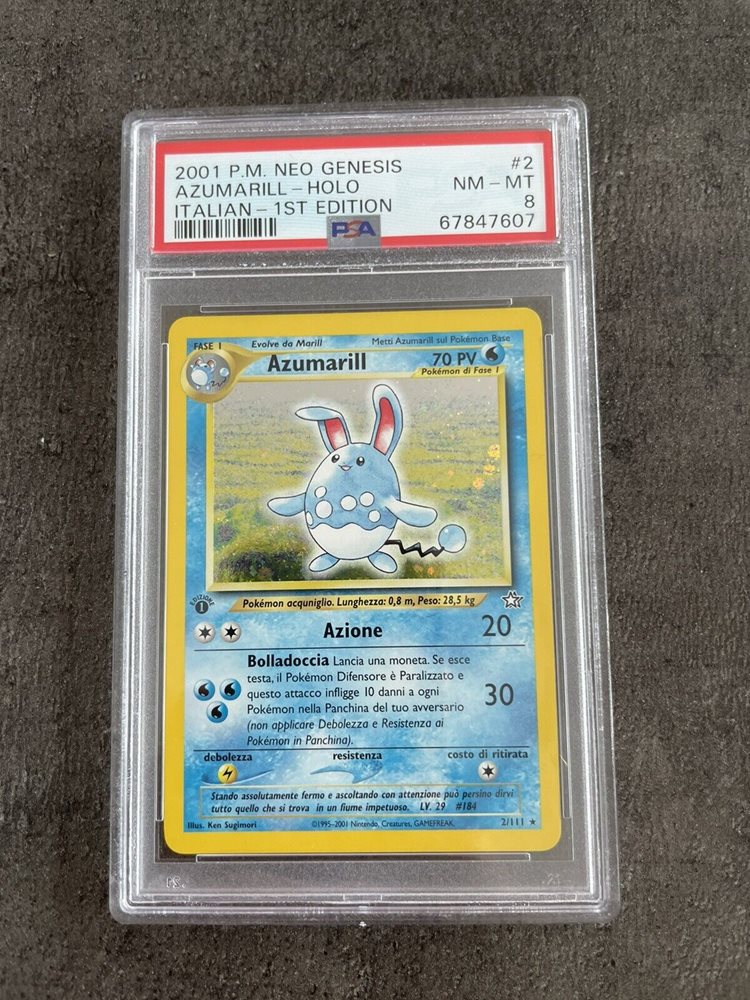 2001 P.M. NEO GENESIS #2
AZUMARILL - HOLO NM - MT
ITALIAN - 1ST EDITION 8
PSA 67847607
FASE 1 Evolve da Marill Metti Azumarill sul Pokémon Base
Azumarill 70 PV
Pokémon di Fase 1
EDIZIONE 1
Pokémon acquniglio. Lunghezza: 0,8 m, Peso: 28,5 kg
Azione 20
Bolladoccia Lancia una moneta. Se esce
testa, il Pokémon Difensore è Paralizzato e
questo attacco infligge 10 danni a ogni 30
Pokémon nella Panchina del tuo avversario
(non applicare Debolezza e Resistenza ai
Pokémon in Panchina).
debolezza resistenza costo di ritirata
Stando assolutamente fermo e ascoltando con attenzione può persino dirvi
tutto quello che si trova in un fiume impetuoso. LV. 29 #184
Illus. Ken Sugimori ©1995-2001 Nintendo, Creatures, GAMEFREAK. 2/111 ★